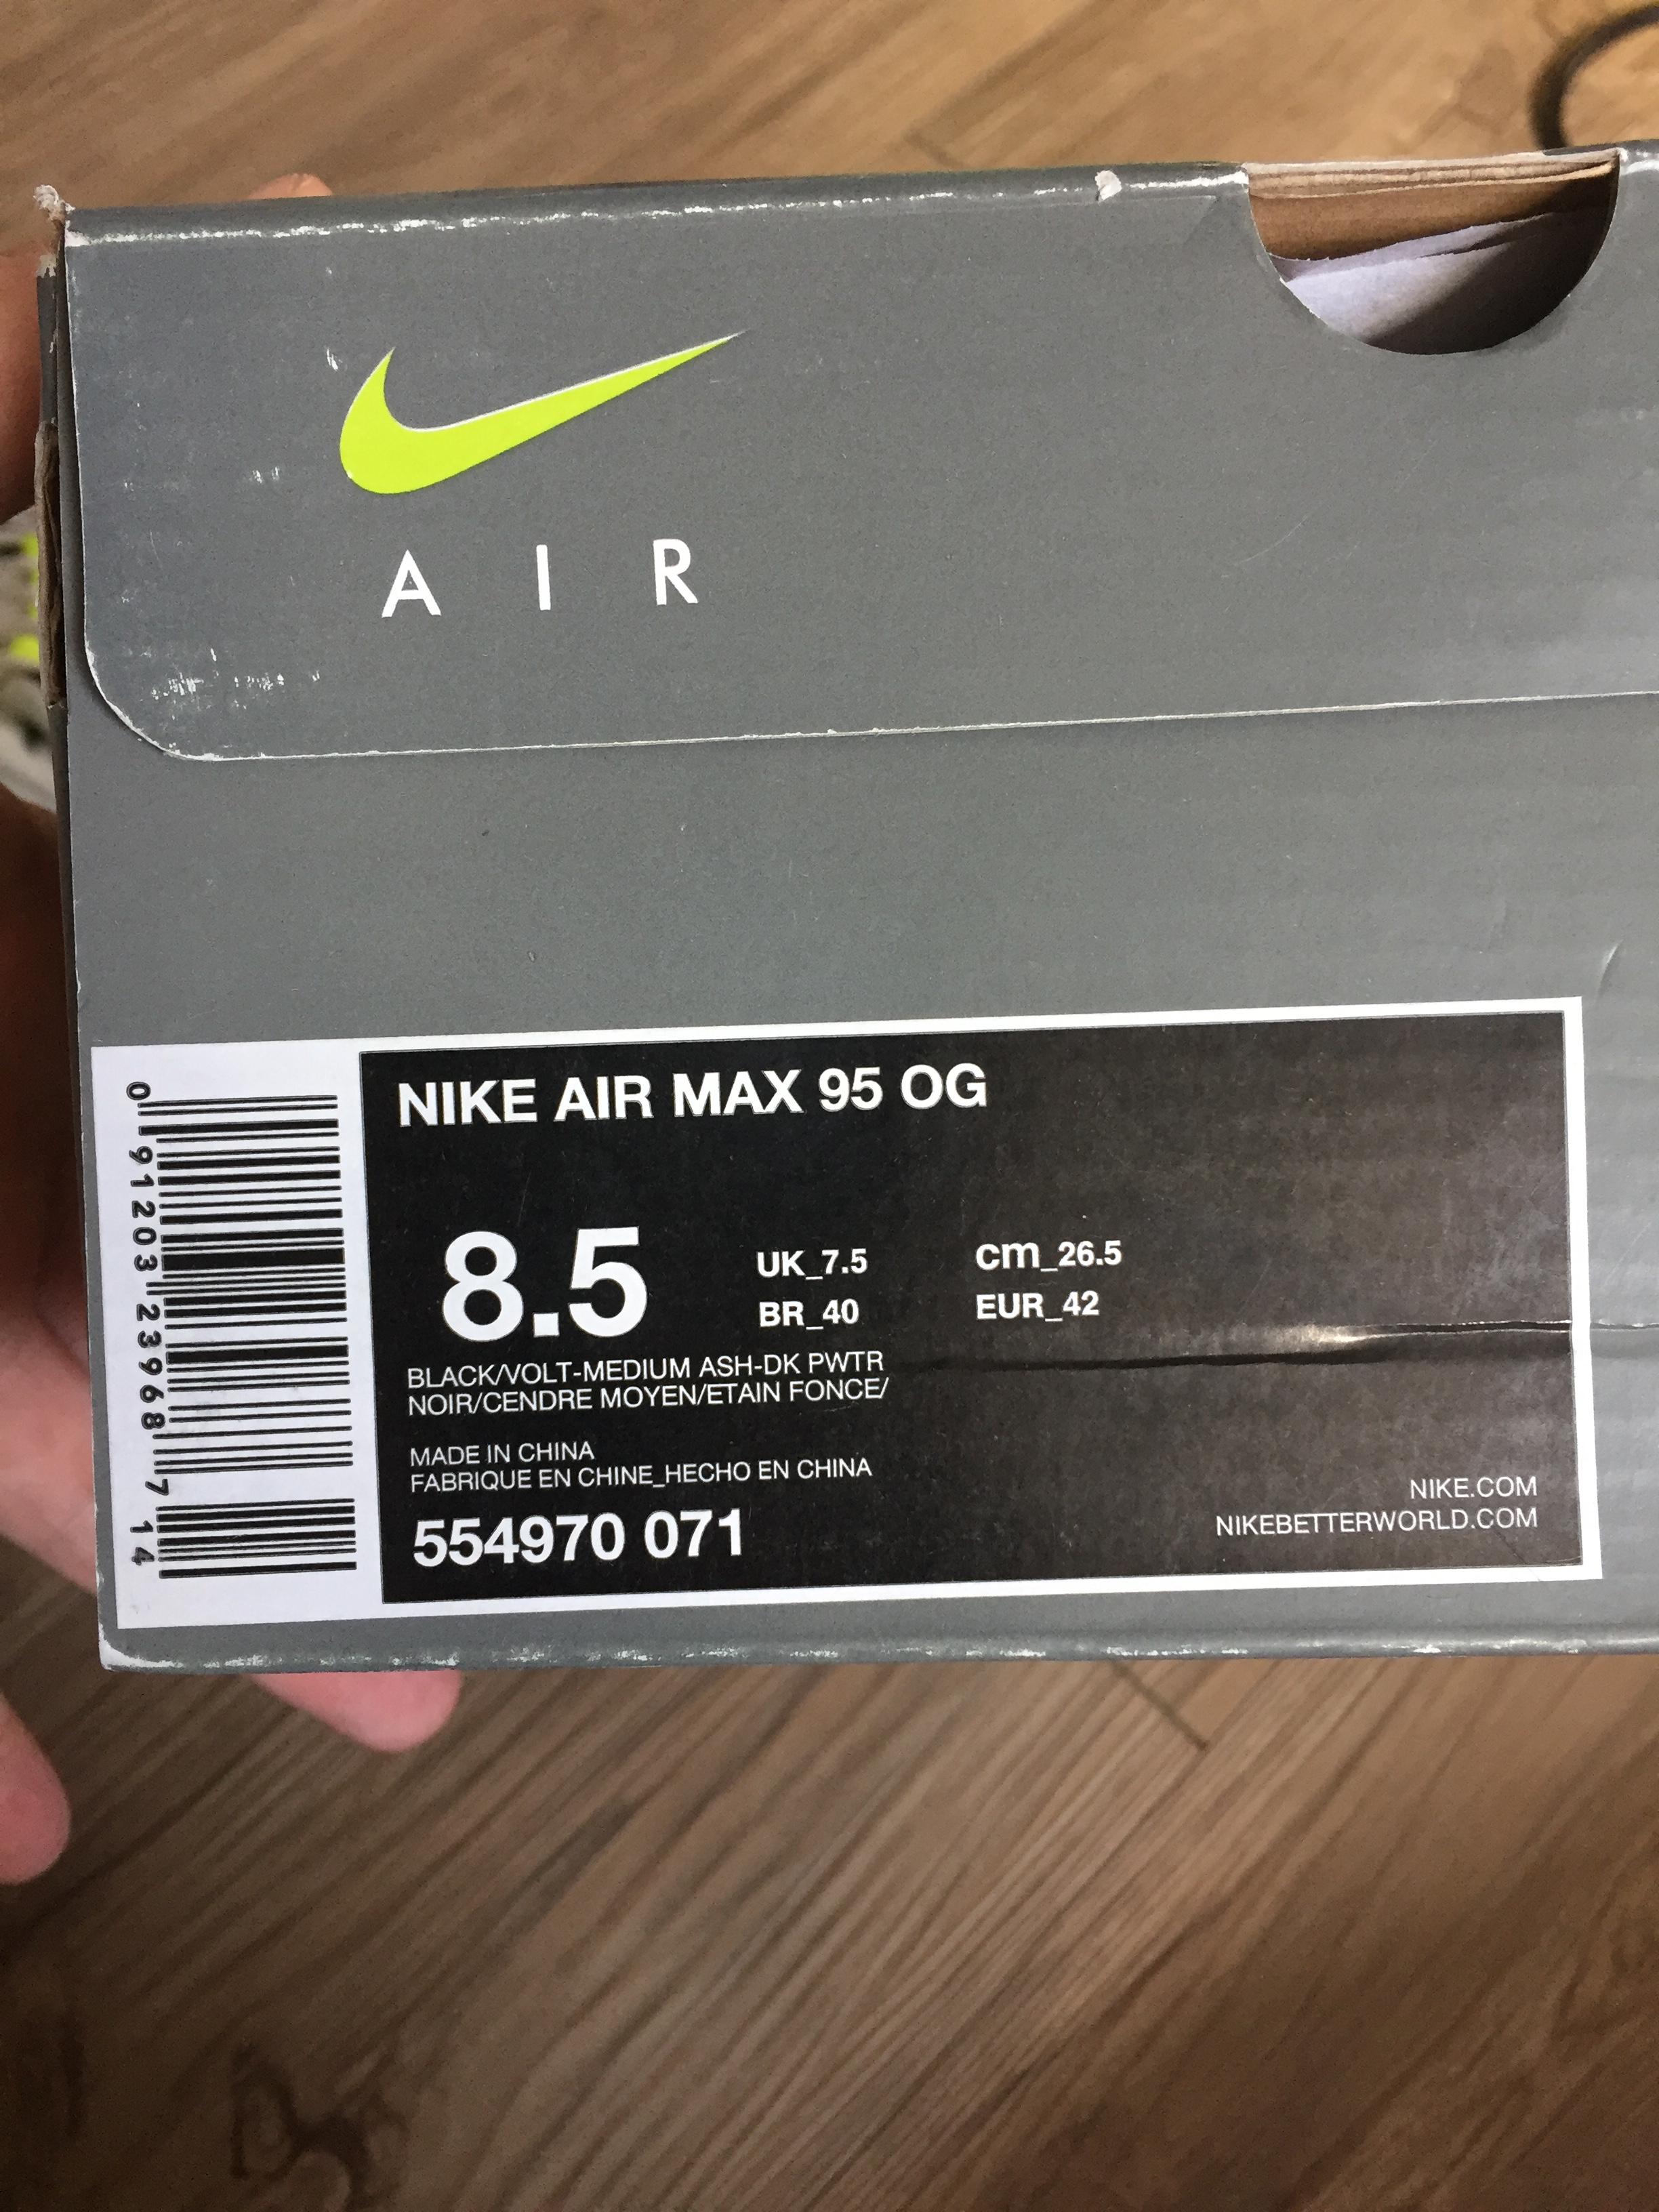 A I R
NIKE AIR MAX 95 OG
8.5
UK_7.5
cm_26.5
BR_40
EUR_42
BLACK/VOLT-MEDIUM ASH-DK PWTR
NOIR/CENDRE MOYEN/ETAIN FONCE/
MADE IN CHINA
FABRIQUE EN CHINE_HECHO EN CHINA
554970 071
NIKE.COM
NIKEBETTERWORLD.COM
0 91203 23968 7 14